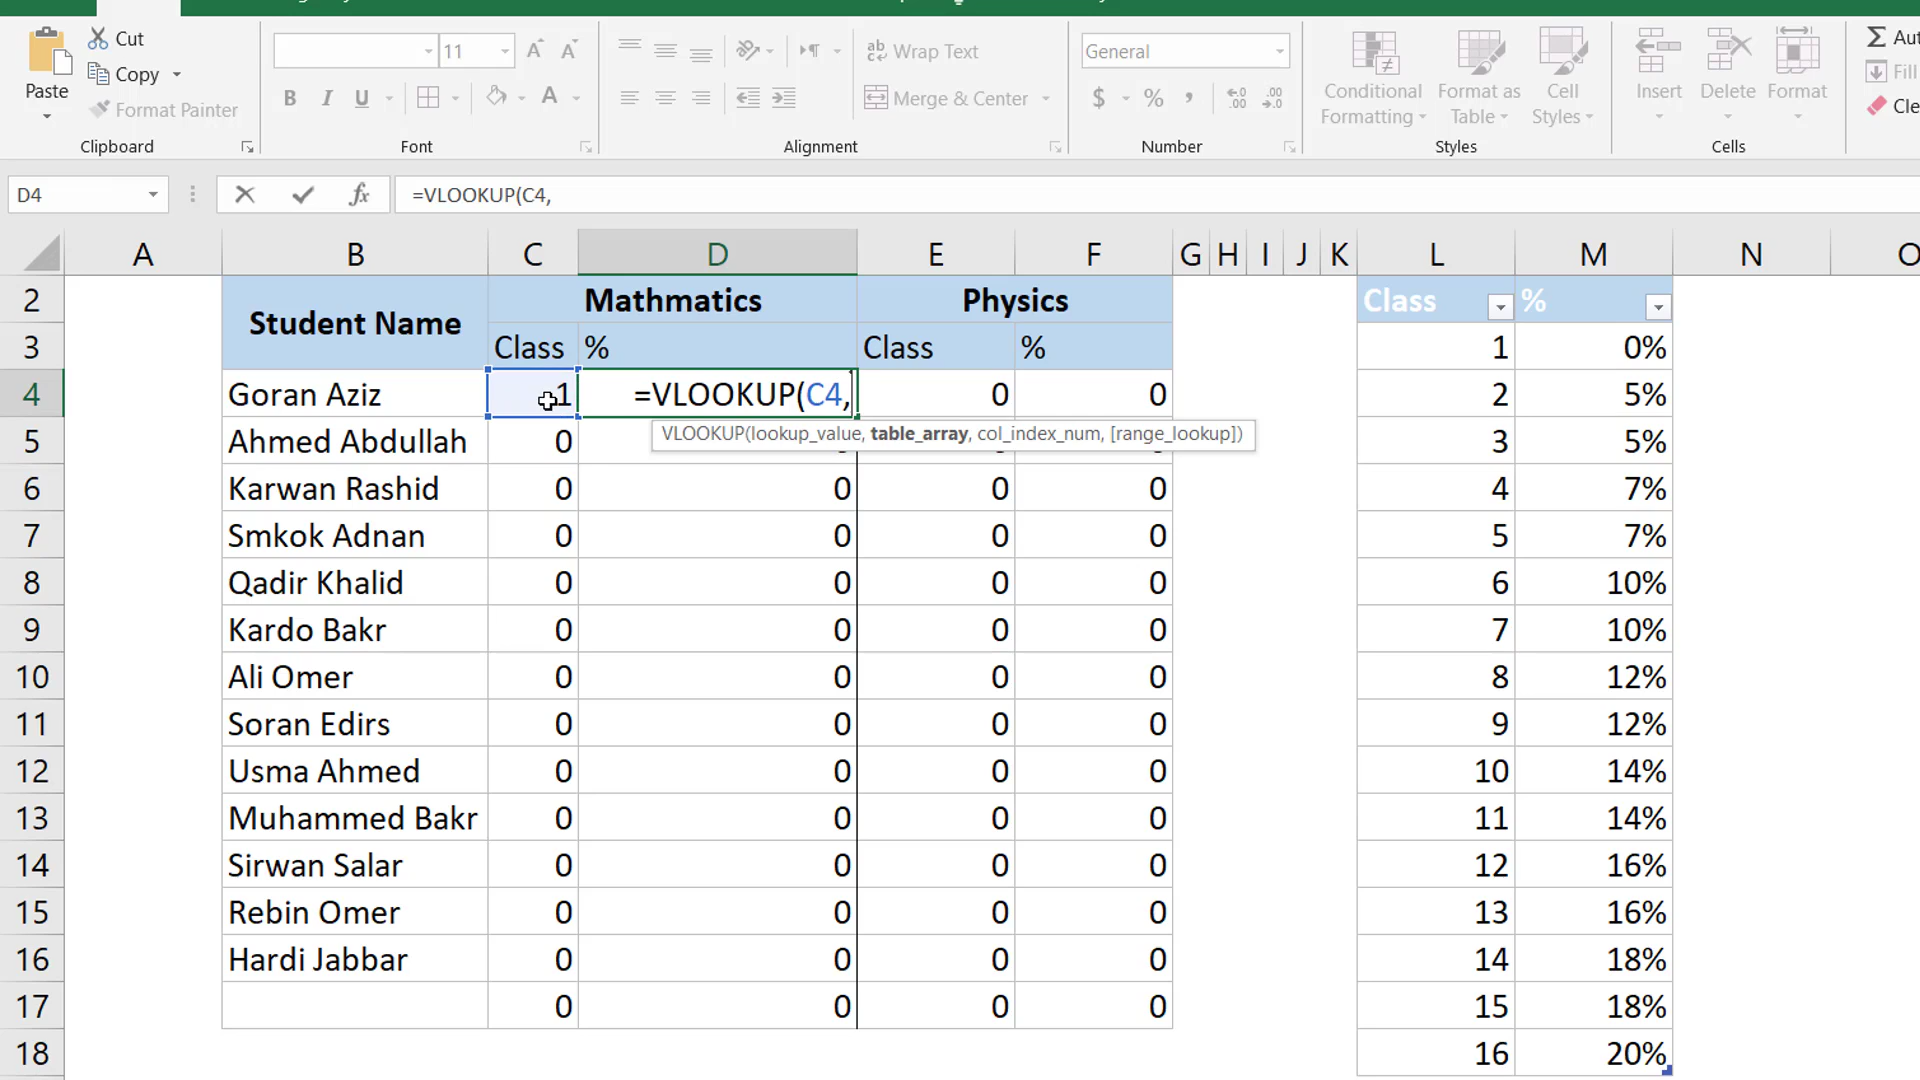 Cut
Copy
Format Painter
Paste
Clipboard
11
B I U
Font
Wrap Text
Merge & Center
Alignment
General
$ % ,
Number
Conditional Formatting
Format as Table
Cell Styles
Styles
Insert
Delete
Format
Cells
Σ Aut
Fill
Cle
D4
fx
=VLOOKUP(C4,
A B C D E F G H I J K L M N O
2 Student Name Mathmatics Physics Class %
3 Class % Class % 1 0%
4 Goran Aziz 1 =VLOOKUP(C4, 0 0 2 5%
VLOOKUP(lookup_value, table_array, col_index_num, [range_lookup])
5 Ahmed Abdullah 0 0 0 3 5%
6 Karwan Rashid 0 0 0 0 4 7%
7 Smkok Adnan 0 0 0 0 5 7%
8 Qadir Khalid 0 0 0 0 6 10%
9 Kardo Bakr 0 0 0 0 7 10%
10 Ali Omer 0 0 0 0 8 12%
11 Soran Edirs 0 0 0 0 9 12%
12 Usma Ahmed 0 0 0 0 10 14%
13 Muhammed Bakr 0 0 0 0 11 14%
14 Sirwan Salar 0 0 0 0 12 16%
15 Rebin Omer 0 0 0 0 13 16%
16 Hardi Jabbar 0 0 0 0 14 18%
17 0 0 0 0 15 18%
18 16 20%